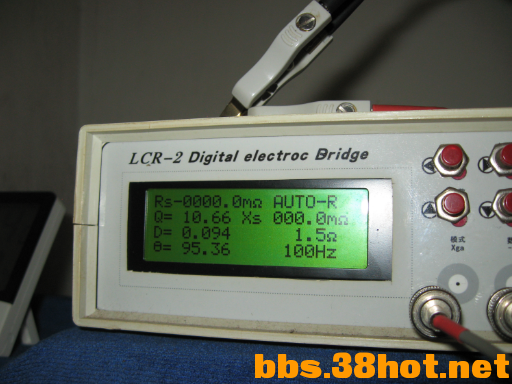 LCR-2 Digital electroc Bridge
Rs-0000.0mΩ AUTO-R
Q= 10.66 Xs 000.0mΩ
D= 0.094 1.5Ω
θ= 95.36 100Hz
模式
Xga
bbs.38hot.net